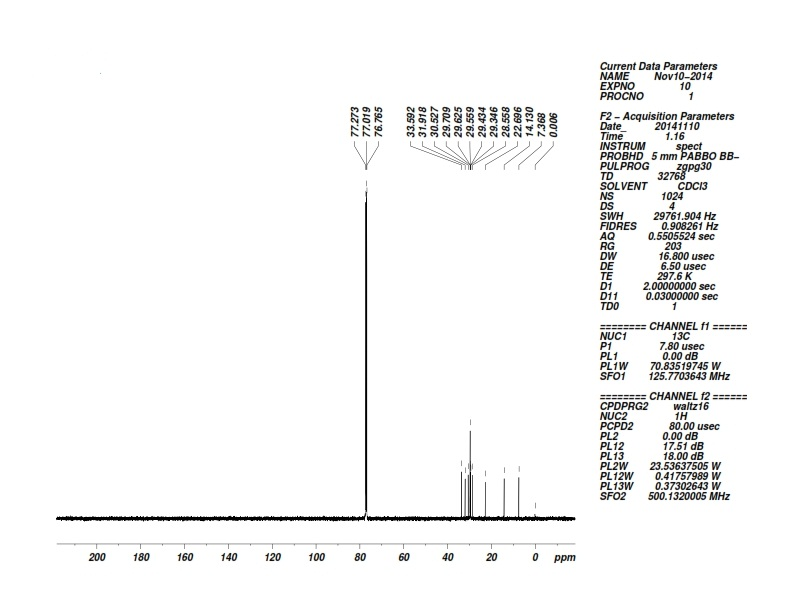 77.273
77.019
76.765
33.592
31.918
30.527
29.709
29.625
29.559
29.434
29.346
28.558
22.696
14.130
7.368
0.006
200 180 160 140 120 100 80 60 40 20 0 ppm
Current Data Parameters
NAME Nov10-2014
EXPNO 10
PROCNO 1
F2 - Acquisition Parameters
Date_ 20141110
Time 1.16
INSTRUM spect
PROBHD 5 mm PABBO BB-
PULPROG zgpg30
TD 32768
SOLVENT CDCl3
NS 1024
DS 4
SWH 29761.904 Hz
FIDRES 0.908261 Hz
AQ 0.5505524 sec
RG 203
DW 16.800 usec
DE 6.50 usec
TE 297.6 K
D1 2.00000000 sec
D11 0.03000000 sec
TD0 1
======== CHANNEL f1 ======
NUC1 13C
P1 7.80 usec
PL1 0.00 dB
PL1W 70.83519745 W
SFO1 125.7703643 MHz
======== CHANNEL f2 ======
CPDPRG2 waltz16
NUC2 1H
PCPD2 80.00 usec
PL2 0.00 dB
PL12 17.51 dB
PL13 18.00 dB
PL2W 23.53637505 W
PL12W 0.41757989 W
PL13W 0.37302643 W
SFO2 500.1320005 MHz